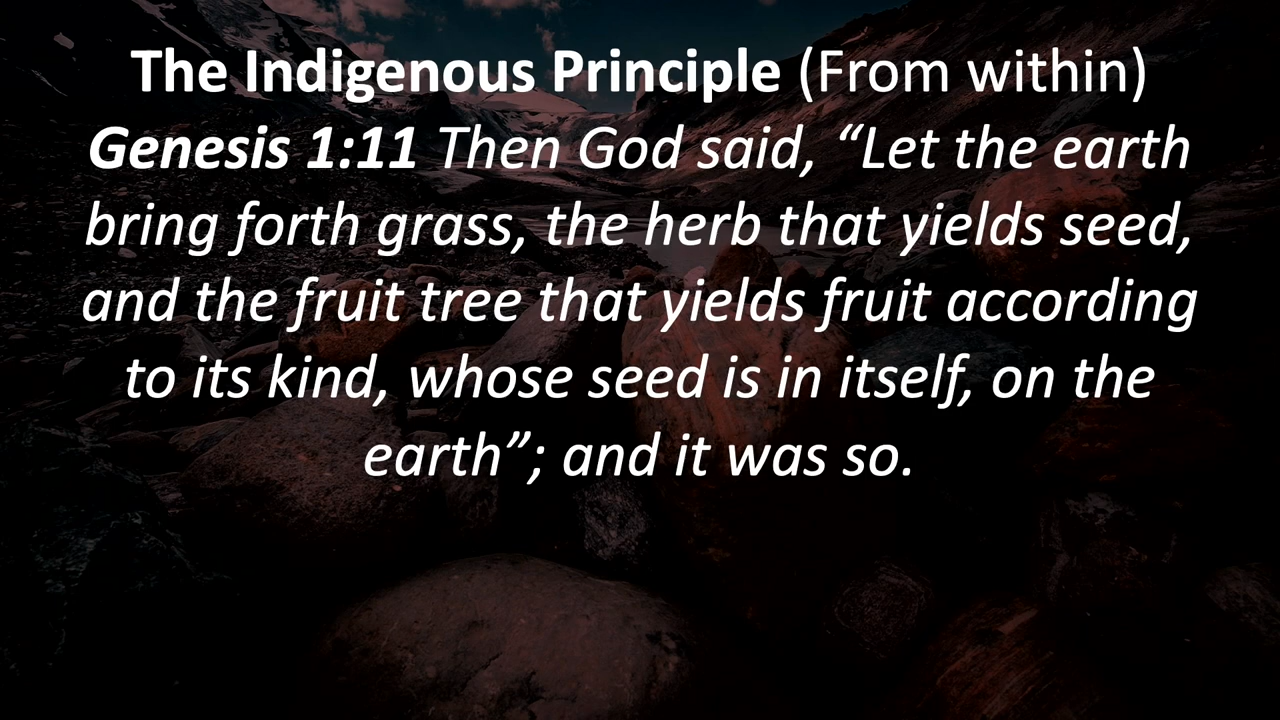 The Indigenous Principle (From within)
Genesis 1:11 Then God said, “Let the earth
bring forth grass, the herb that yields seed,
and the fruit tree that yields fruit according
to its kind, whose seed is in itself, on the
earth”; and it was so.